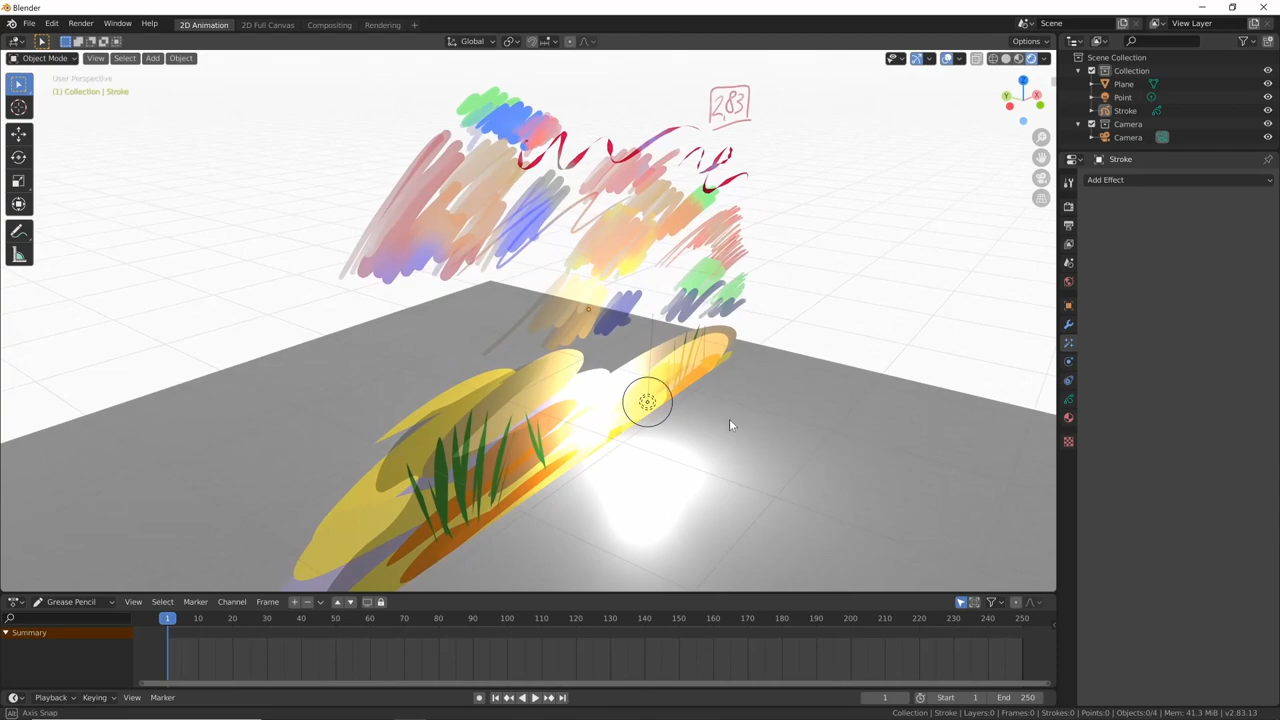 Blender
File Edit Render Window Help 2D Animation 2D Full Canvas Compositing Rendering + Scene View Layer
Global Options
Object Mode View Select Add Object
User Perspective
(1) Collection | Stroke
2.83
Scene Collection
Collection
Plane
Point
Stroke
Camera
Camera
Stroke
Add Effect
Grease Pencil View Select Marker Channel Frame
1 10 20 30 40 50 60 70 80 90 100 110 120 130 140 150 160 170 180 190 200 210 220 230 240 250
Summary
Playback Keying View Marker 1 Start 1 End 250
Axis Snap Collection | Stroke | Layers:0 | Frames:0 | Strokes:0 | Points:0 | Objects:0/4 | Mem: 41.3 MiB | v2.83.13